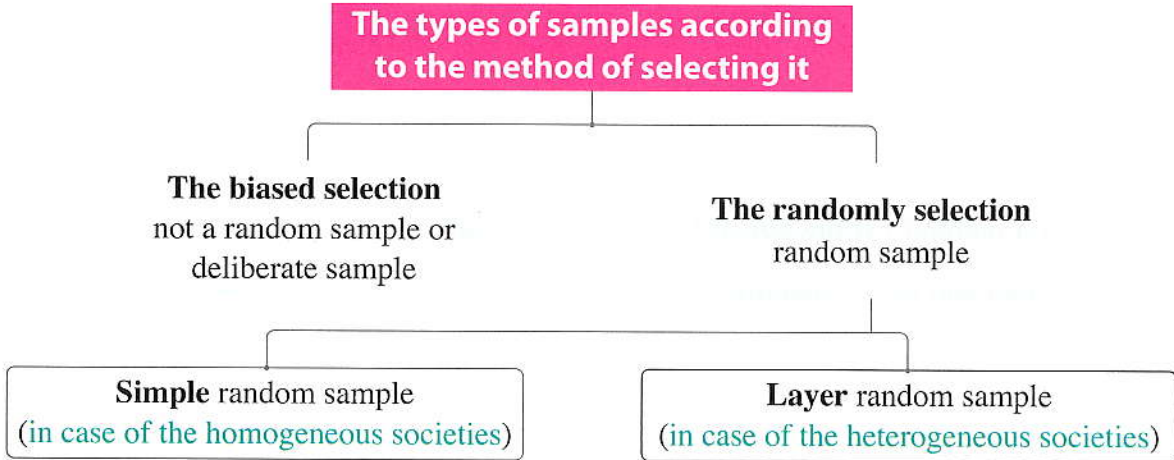 The types of samples according
to the method of selecting it
The biased selection
not a random sample or
deliberate sample
The randomly selection
random sample
Simple random sample
(in case of the homogeneous societies)
Layer random sample
(in case of the heterogeneous societies)